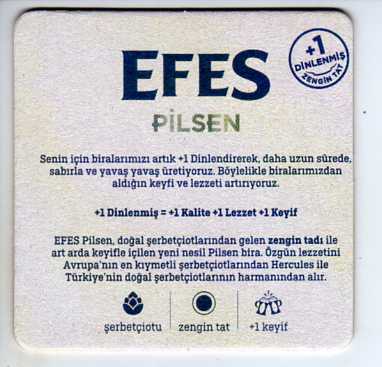 +1
DİNLENMİŞ
ZENGİN TAT
EFES
PİLSEN
Senin için biralarımızı artık +1 Dinlendirerek, daha uzun sürede,
sabırla ve yavaş yavaş üretiyoruz. Böylelikle biralarımızdan
aldığın keyfi ve lezzeti artırıyoruz.
+1 Dinlenmiş = +1 Kalite +1 Lezzet +1 Keyif
EFES Pilsen, doğal şerbetçiotlarından gelen zengin tadı ile
art arda keyifle içilen yeni nesil Pilsen bira. Özgün lezzetini
Avrupa'nın en kıymetli şerbetçiotlarından Hercules ile
Türkiye'nin doğal şerbetçiotlarının harmanından alır.
şerbetçiotu
zengin tat
+1 keyif